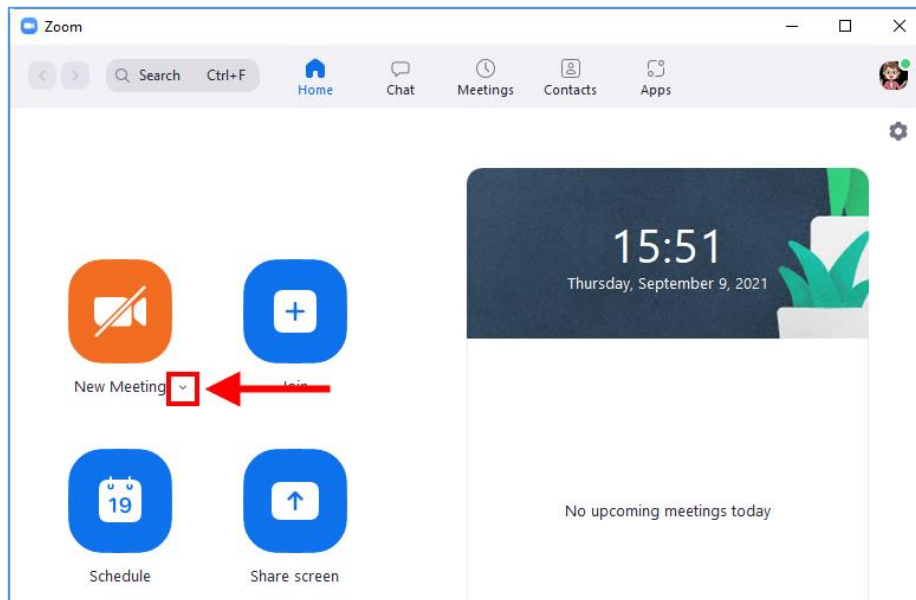 Zoom
Search Ctrl+F
Home
Chat
Meetings
Contacts
Apps
15:51
Thursday, September 9, 2021
New Meeting
Join
19
Schedule
Share screen
No upcoming meetings today